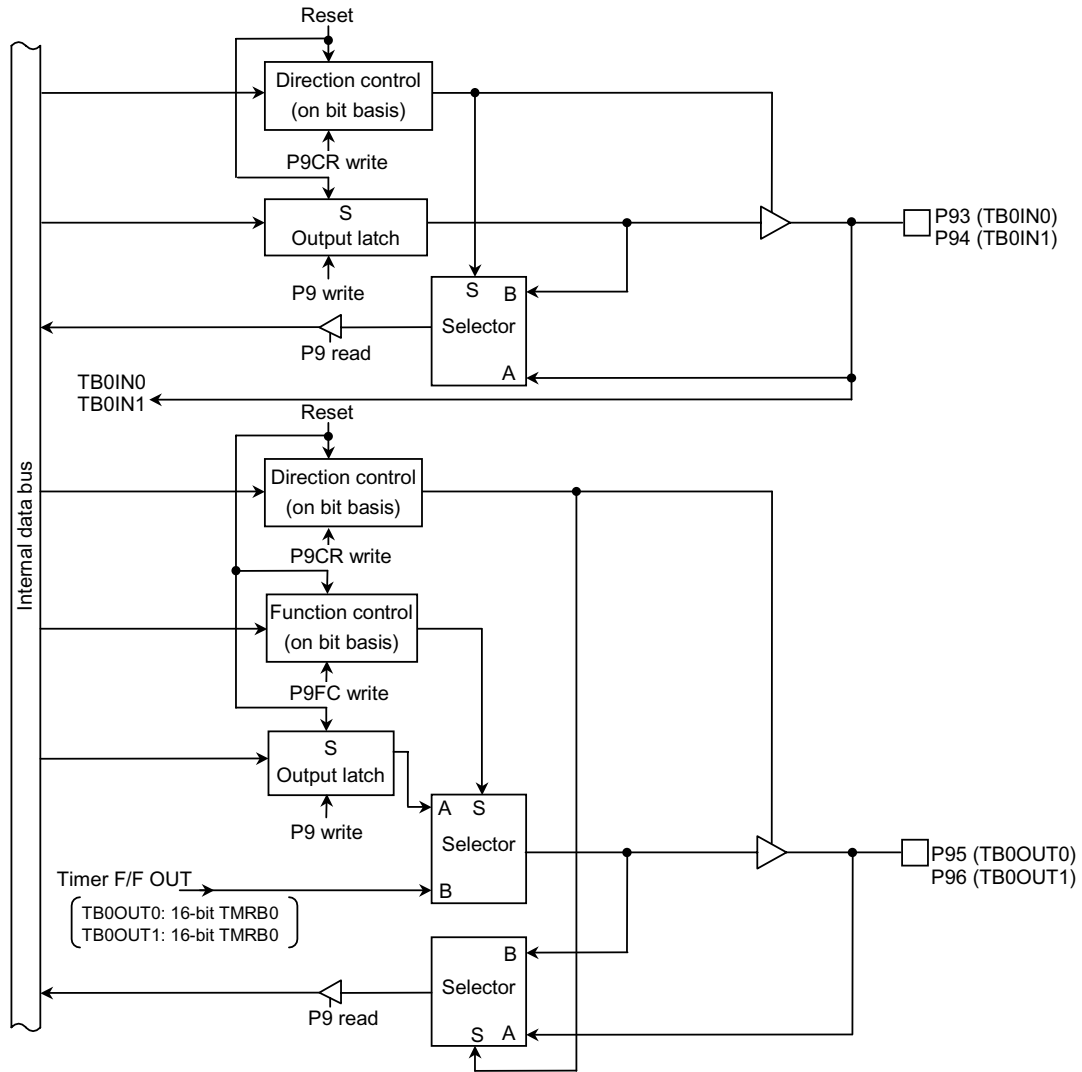 Reset
Direction control
(on bit basis)
P9CR write
S
Output latch
P9 write
S B
Selector
A
P9 read
P93 (TB0IN0)
P94 (TB0IN1)
TB0IN0
TB0IN1
Internal data bus
Reset
Direction control
(on bit basis)
P9CR write
Function control
(on bit basis)
P9FC write
S
Output latch
P9 write
A S
Selector
B
Timer F/F OUT
TB0OUT0: 16-bit TMRB0
TB0OUT1: 16-bit TMRB0
P95 (TB0OUT0)
P96 (TB0OUT1)
B
Selector
S A
P9 read